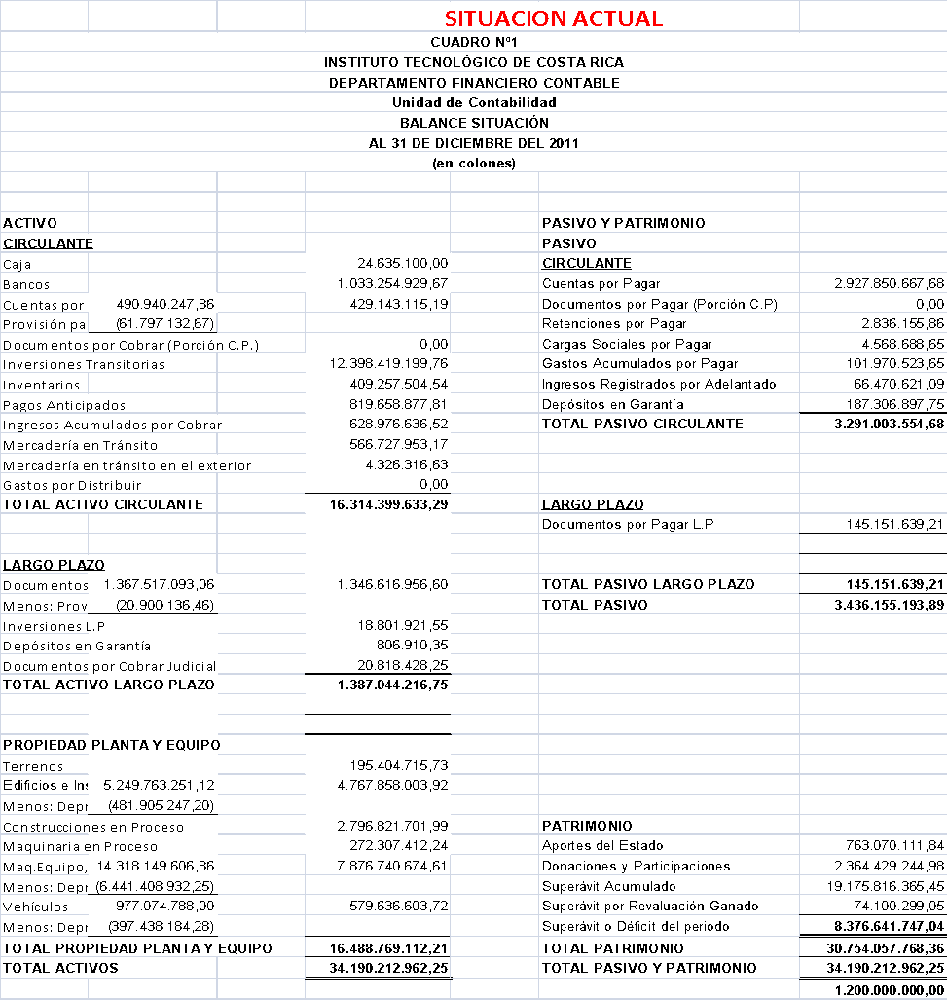 SITUACION ACTUAL
CUADRO Nº1
INSTITUTO TECNOLÓGICO DE COSTA RICA
DEPARTAMENTO FINANCIERO CONTABLE
Unidad de Contabilidad
BALANCE SITUACIÓN
AL 31 DE DICIEMBRE DEL 2011
(en colones)
ACTIVO PASIVO Y PATRIMONIO
CIRCULANTE PASIVO
Caja 24.635.100,00 CIRCULANTE
Bancos 1.033.254.929,67 Cuentas por Pagar 2.927.850.667,68
Cuentas por 490.940.247,86 429.143.115,19 Documentos por Pagar (Porción C.P) 0,00
Provisión pa (61.797.132,67) Retenciones por Pagar 2.836.155,86
Documentos por Cobrar (Porción C.P.) 0,00 Cargas Sociales por Pagar 4.568.688,65
Inversiones Transitorias 12.398.419.199,76 Gastos Acumulados por Pagar 101.970.523,65
Inventarios 409.257.504,54 Ingresos Registrados por Adelantado 66.470.621,09
Pagos Anticipados 819.658.877,81 Depósitos en Garantía 187.306.897,75
Ingresos Acumulados por Cobrar 628.976.636,52 TOTAL PASIVO CIRCULANTE 3.291.003.554,68
Mercadería en Tránsito 566.727.953,17
Mercadería en tránsito en el exterior 4.326.316,63
Gastos por Distribuir 0,00
TOTAL ACTIVO CIRCULANTE 16.314.399.633,29 LARGO PLAZO
Documentos por Pagar L.P 145.151.639,21
LARGO PLAZO
Documentos 1.367.517.093,06 1.346.616.956,60 TOTAL PASIVO LARGO PLAZO 145.151.639,21
Menos: Prov (20.900.136,46) TOTAL PASIVO 3.436.155.193,89
Inversiones L.P 18.801.921,55
Depósitos en Garantía 806.910,35
Documentos por Cobrar Judicial 20.818.428,25
TOTAL ACTIVO LARGO PLAZO 1.387.044.216,75
PROPIEDAD PLANTA Y EQUIPO
Terrenos 195.404.715,73
Edificios e Ins 5.249.763.251,12 4.767.858.003,92
Menos: Depr (481.905.247,20)
Construcciones en Proceso 2.796.821.701,99 PATRIMONIO
Maquinaria en Proceso 272.307.412,24 Aportes del Estado 763.070.111,84
Maq.Equipo, 14.318.149.606,86 7.876.740.674,61 Donaciones y Participaciones 2.364.429.244,98
Menos: Depr (6.441.408.932,25) Superávit Acumulado 19.175.816.365,45
Vehículos 977.074.788,00 579.636.603,72 Superávit por Revaluación Ganado 74.100.299,05
Menos: Depr (397.438.184,28) Superávit o Déficit del periodo 8.376.641.747,04
TOTAL PROPIEDAD PLANTA Y EQUIPO 16.488.769.112,21 TOTAL PATRIMONIO 30.754.057.768,36
TOTAL ACTIVOS 34.190.212.962,25 TOTAL PASIVO Y PATRIMONIO 34.190.212.962,25
1.200.000.000,00